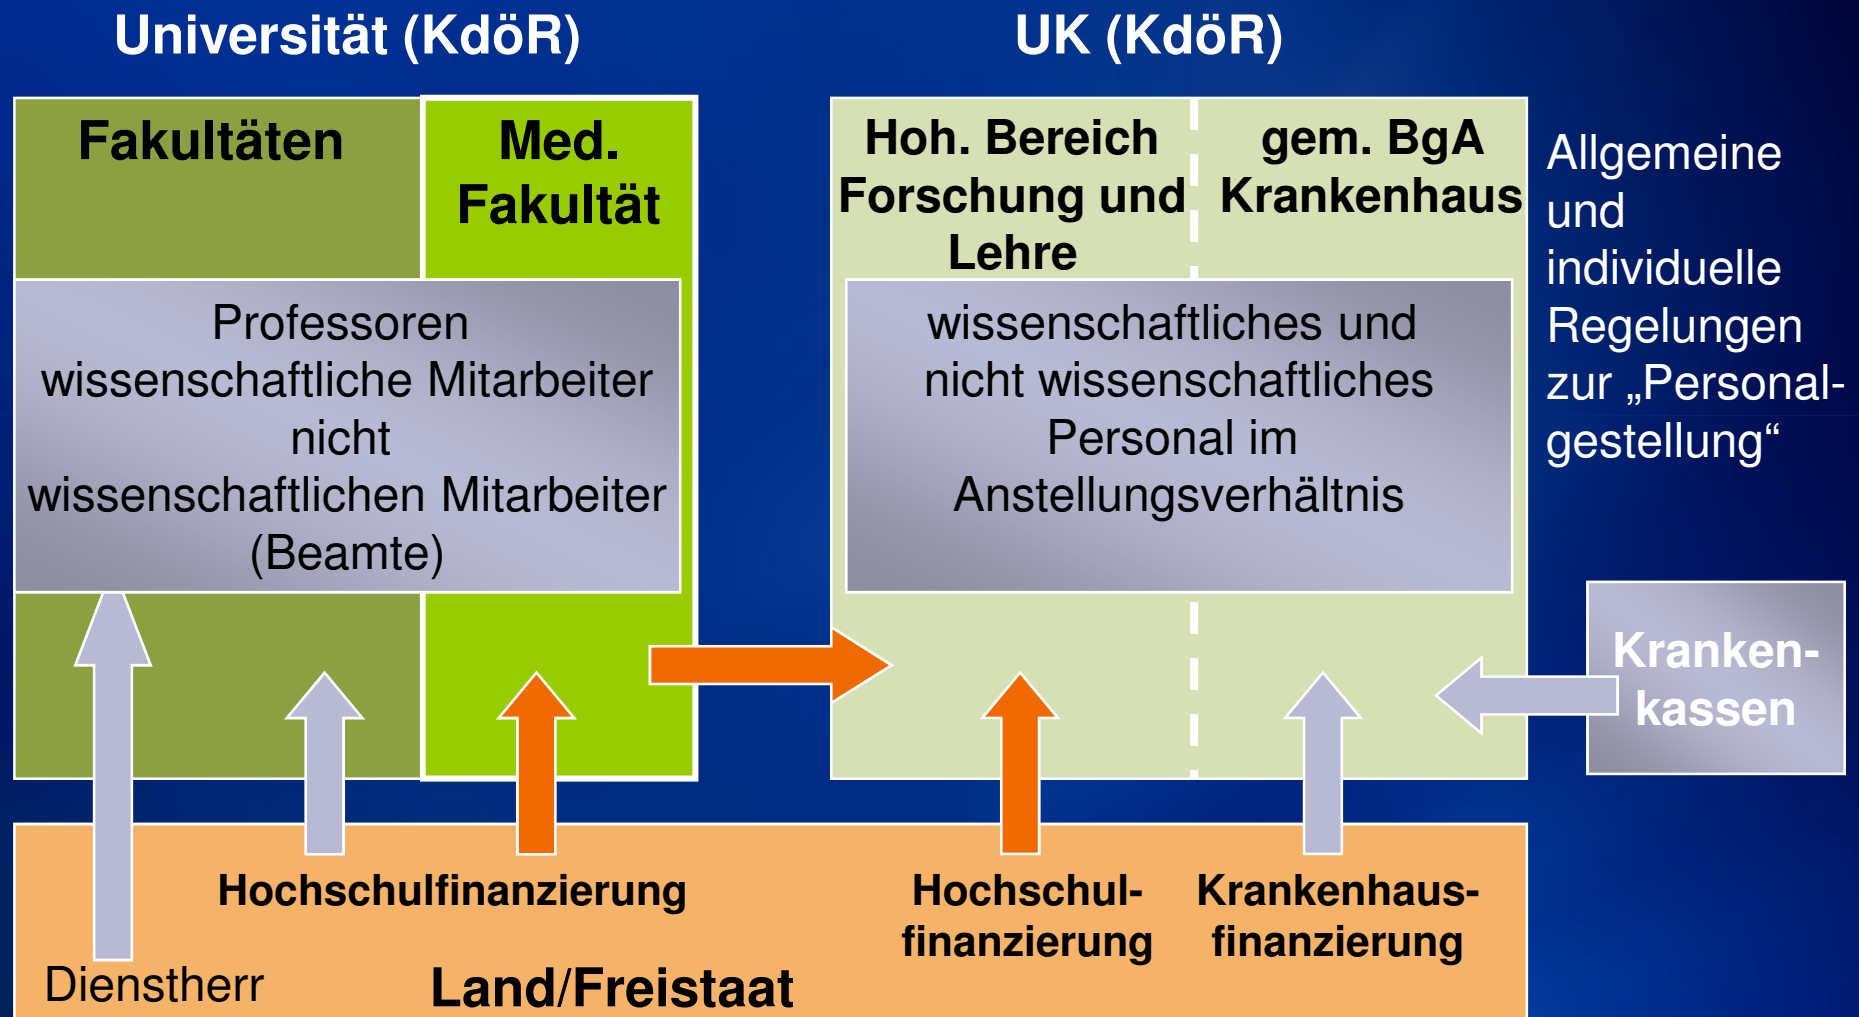 Universität (KdöR)
UK (KdöR)
Fakultäten
Med.
Fakultät
Hoh. Bereich
Forschung und
Lehre
gem. BgA
Krankenhaus
Allgemeine
und
individuelle
Regelungen
zur „Personal-
gestellung“
Professoren
wissenschaftliche Mitarbeiter
nicht
wissenschaftlichen Mitarbeiter
(Beamte)
wissenschaftliches und
nicht wissenschaftliches
Personal im
Anstellungsverhältnis
Kranken-
kassen
Hochschulfinanzierung
Hochschul-
finanzierung
Krankenhaus-
finanzierung
Dienstherr
Land/Freistaat